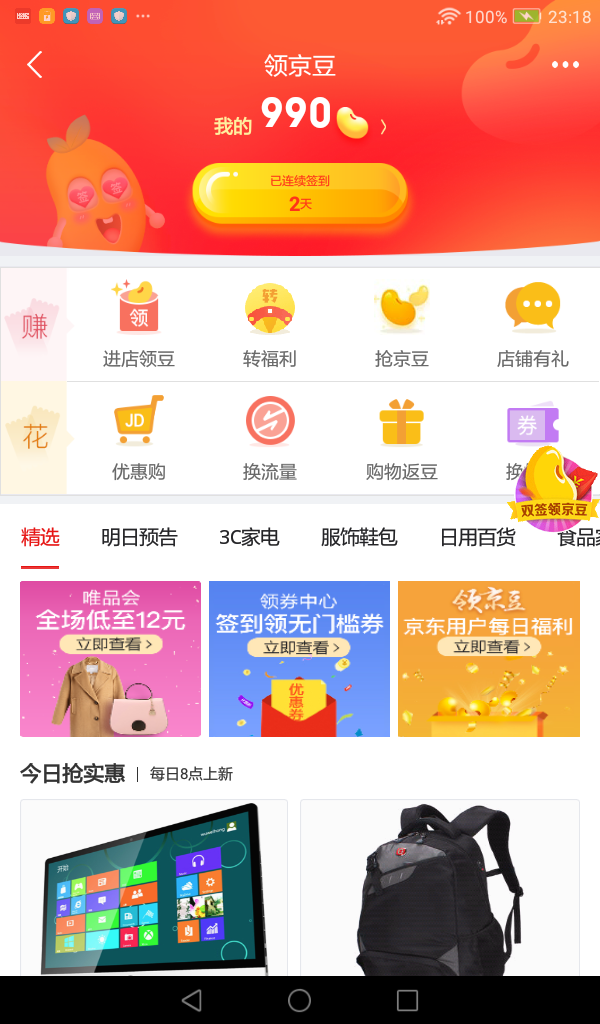 100% 23:18
领京豆
我的 990
已连续签到
2天
签 签
赚
领
转
进店领豆 转福利 抢京豆 店铺有礼
花
JD
券
优惠购 换流量 购物返豆 换
双签领京豆
精选 明日预告 3C家电 服饰鞋包 日用百货 食品
唯品会
全场低至12元
立即查看>
领券中心
签到领无门槛券
立即查看>
优惠券
领京豆
京东用户每日福利
立即查看>
今日抢实惠 | 每日8点上新
开始